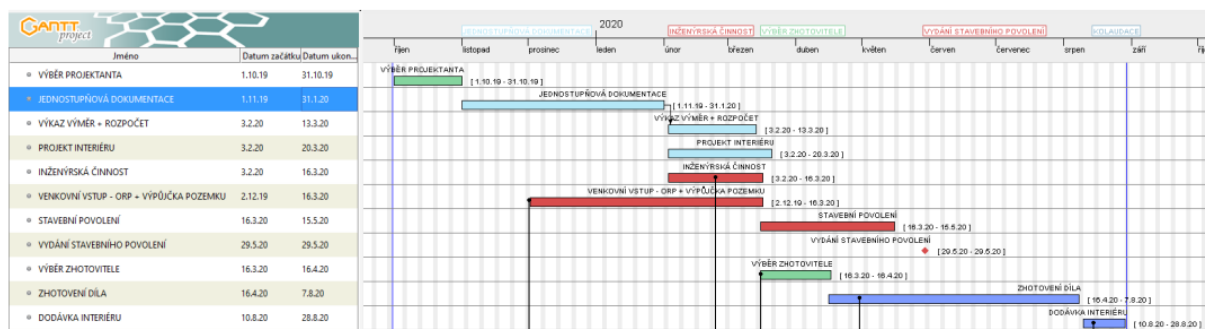 GANTT
project
2020
JEDNOSTUPŇOVÁ DOKUMENTACE INŽENÝRSKÁ ČINNOST VÝBĚR ZHOTOVITELE VYDÁNÍ STAVEBNÍHO POVOLENÍ KOLAUDACE
Jméno Datum začátku Datum ukon...
říjen listopad prosinec leden únor březen duben květen červen červenec srpen září
VÝBĚR PROJEKTANTA 1.10.19 31.10.19
JEDNOSTUPŇOVÁ DOKUMENTACE 1.11.19 31.1.20
VÝKAZ VÝMĚR + ROZPOČET 3.2.20 13.3.20
PROJEKT INTERIÉRU 3.2.20 20.3.20
INŽENÝRSKÁ ČINNOST 3.2.20 16.3.20
VENKOVNÍ VSTUP - ORP + VÝPŮJČKA POZEMKU 2.12.19 16.3.20
STAVEBNÍ POVOLENÍ 16.3.20 15.5.20
VYDÁNÍ STAVEBNÍHO POVOLENÍ 29.5.20 29.5.20
VÝBĚR ZHOTOVITELE 16.3.20 16.4.20
ZHOTOVENÍ DÍLA 16.4.20 7.8.20
DODÁVKA INTERIÉRU 10.8.20 28.8.20
VÝBĚR PROJEKTANTA
[ 1.10.19 - 31.10.19 ]
JEDNOSTUPŇOVÁ DOKUMENTACE
[ 1.11.19 - 31.1.20 ]
VÝKAZ VÝMĚR + ROZPOČET
[ 3.2.20 - 13.3.20 ]
PROJEKT INTERIÉRU
[ 3.2.20 - 20.3.20 ]
INŽENÝRSKÁ ČINNOST
[ 3.2.20 - 16.3.20 ]
VENKOVNÍ VSTUP - ORP + VÝPŮJČKA POZEMKU
[ 2.12.19 - 16.3.20 ]
STAVEBNÍ POVOLENÍ
[ 16.3.20 - 15.5.20 ]
VYDÁNÍ STAVEBNÍHO POVOLENÍ
[ 29.5.20 - 29.5.20 ]
VÝBĚR ZHOTOVITELE
[ 16.3.20 - 16.4.20 ]
ZHOTOVENÍ DÍLA
[ 16.4.20 - 7.8.20 ]
DODÁVKA INTERIÉRU
[ 10.8.20 - 28.8.20 ]